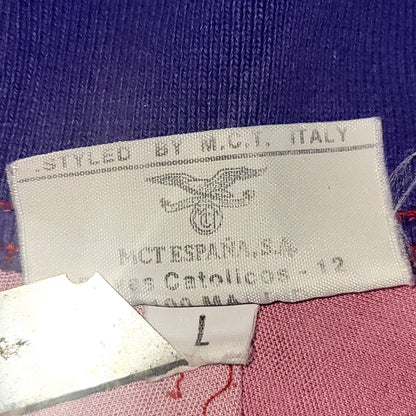 .STYLED BY M.C.T. ITALY
MCT ESPAÑA, S.A.
es Catolicos - 12
L